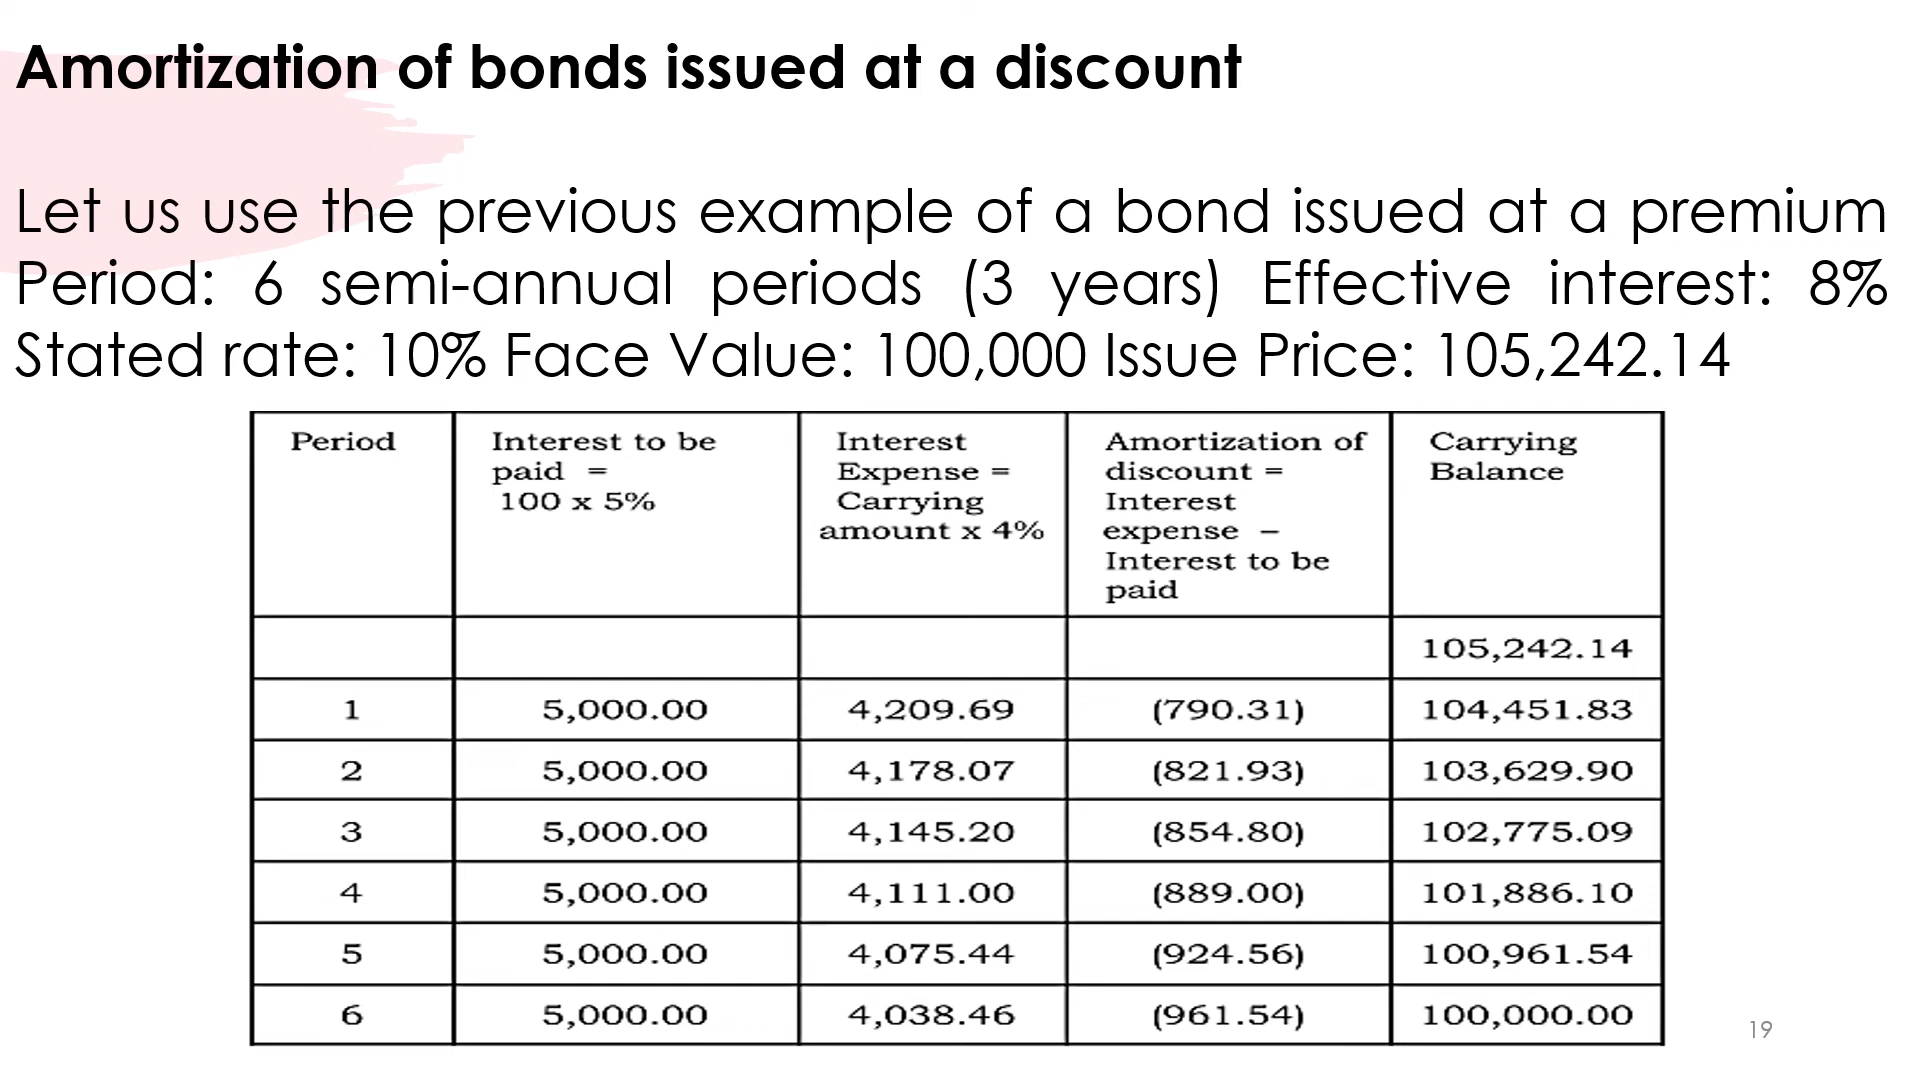 Amortization of bonds issued at a discount
Let us use the previous example of a bond issued at a premium
Period: 6 semi-annual periods (3 years) Effective interest: 8%
Stated rate: 10% Face Value: 100,000 Issue Price: 105,242.14
Period Interest to be paid = 100 x 5% Interest Expense = Carrying amount x 4% Amortization of discount = Interest expense – Interest to be paid Carrying Balance
105,242.14
1 5,000.00 4,209.69 (790.31) 104,451.83
2 5,000.00 4,178.07 (821.93) 103,629.90
3 5,000.00 4,145.20 (854.80) 102,775.09
4 5,000.00 4,111.00 (889.00) 101,886.10
5 5,000.00 4,075.44 (924.56) 100,961.54
6 5,000.00 4,038.46 (961.54) 100,000.00
19